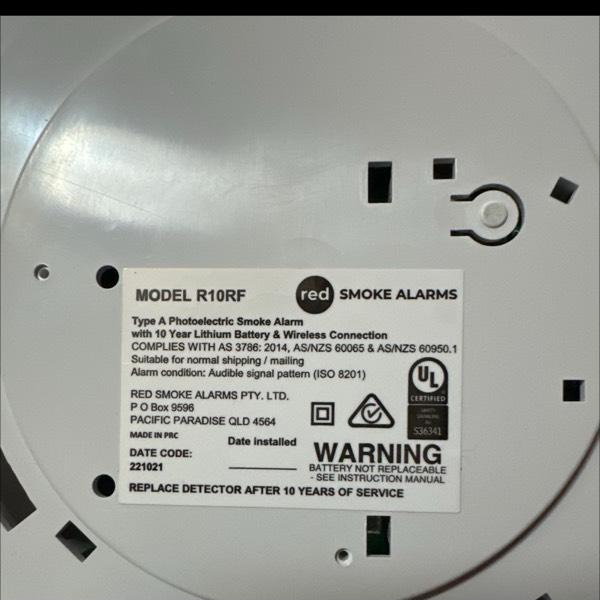 MODEL R10RF
red SMOKE ALARMS
Type A Photoelectric Smoke Alarm
with 10 Year Lithium Battery & Wireless Connection
COMPLIES WITH AS 3786: 2014, AS/NZS 60065 & AS/NZS 60950.1
Suitable for normal shipping / mailing
Alarm condition: Audible signal pattern (ISO 8201)
UL
CERTIFIED
SAFETY
AU
S36341
RED SMOKE ALARMS PTY. LTD.
P O Box 9596
PACIFIC PARADISE QLD 4564
MADE IN PRC
Date installed
DATE CODE:
221021
WARNING
BATTERY NOT REPLACEABLE
- SEE INSTRUCTION MANUAL
REPLACE DETECTOR AFTER 10 YEARS OF SERVICE